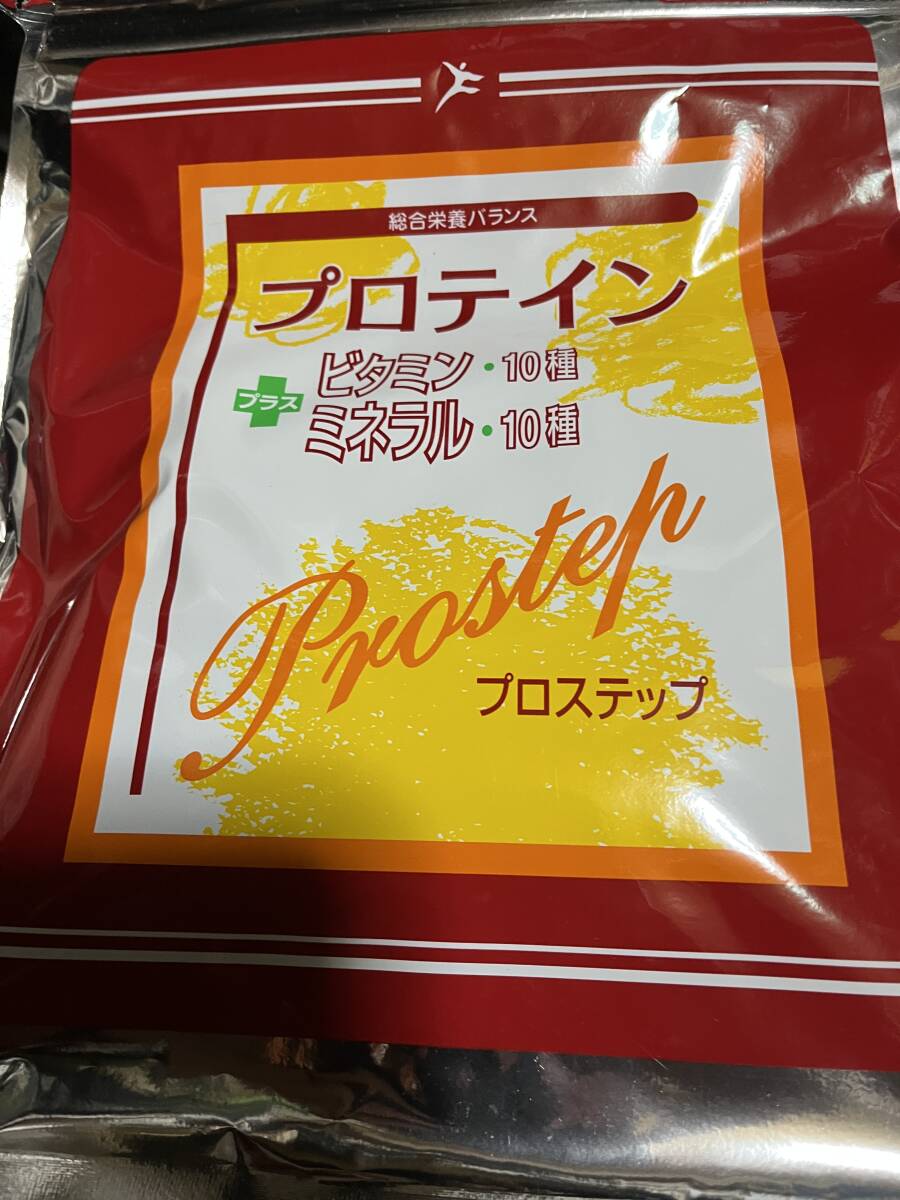 総合栄養バランス
プロテイン
プラス
ビタミン・10種
ミネラル・10種
Prostep
プロステップ